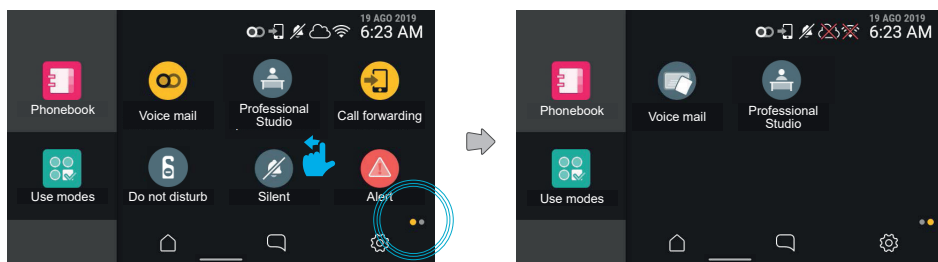 19 AGO 2019
6:23 AM
Phonebook
Voice mail
Professional
Studio
Call forwarding
Use modes
Do not disturb
Silent
Alert
19 AGO 2019
6:23 AM
Phonebook
Voice mail
Professional
Studio
Use modes